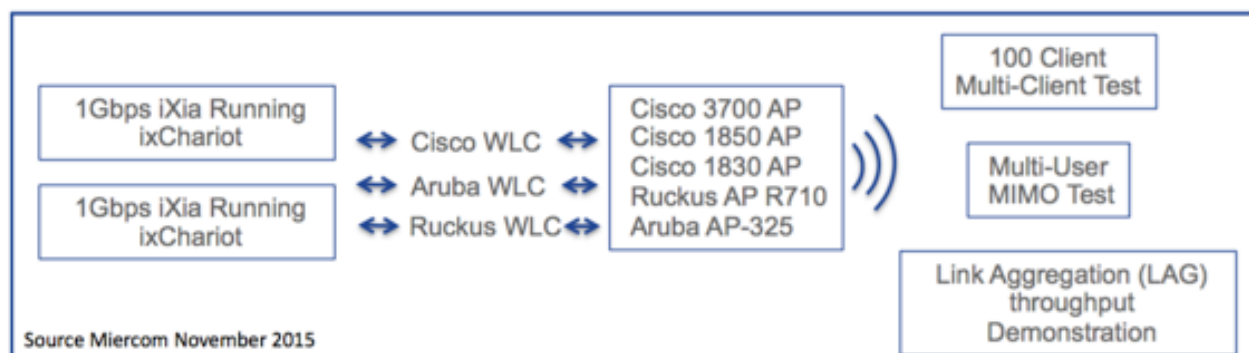 1Gbps iXia Running
ixChariot
1Gbps iXia Running
ixChariot
Cisco WLC
Aruba WLC
Ruckus WLC
Cisco 3700 AP
Cisco 1850 AP
Cisco 1830 AP
Ruckus AP R710
Aruba AP-325
100 Client
Multi-Client Test
Multi-User
MIMO Test
Link Aggregation (LAG)
throughput
Demonstration
Source Miercom November 2015